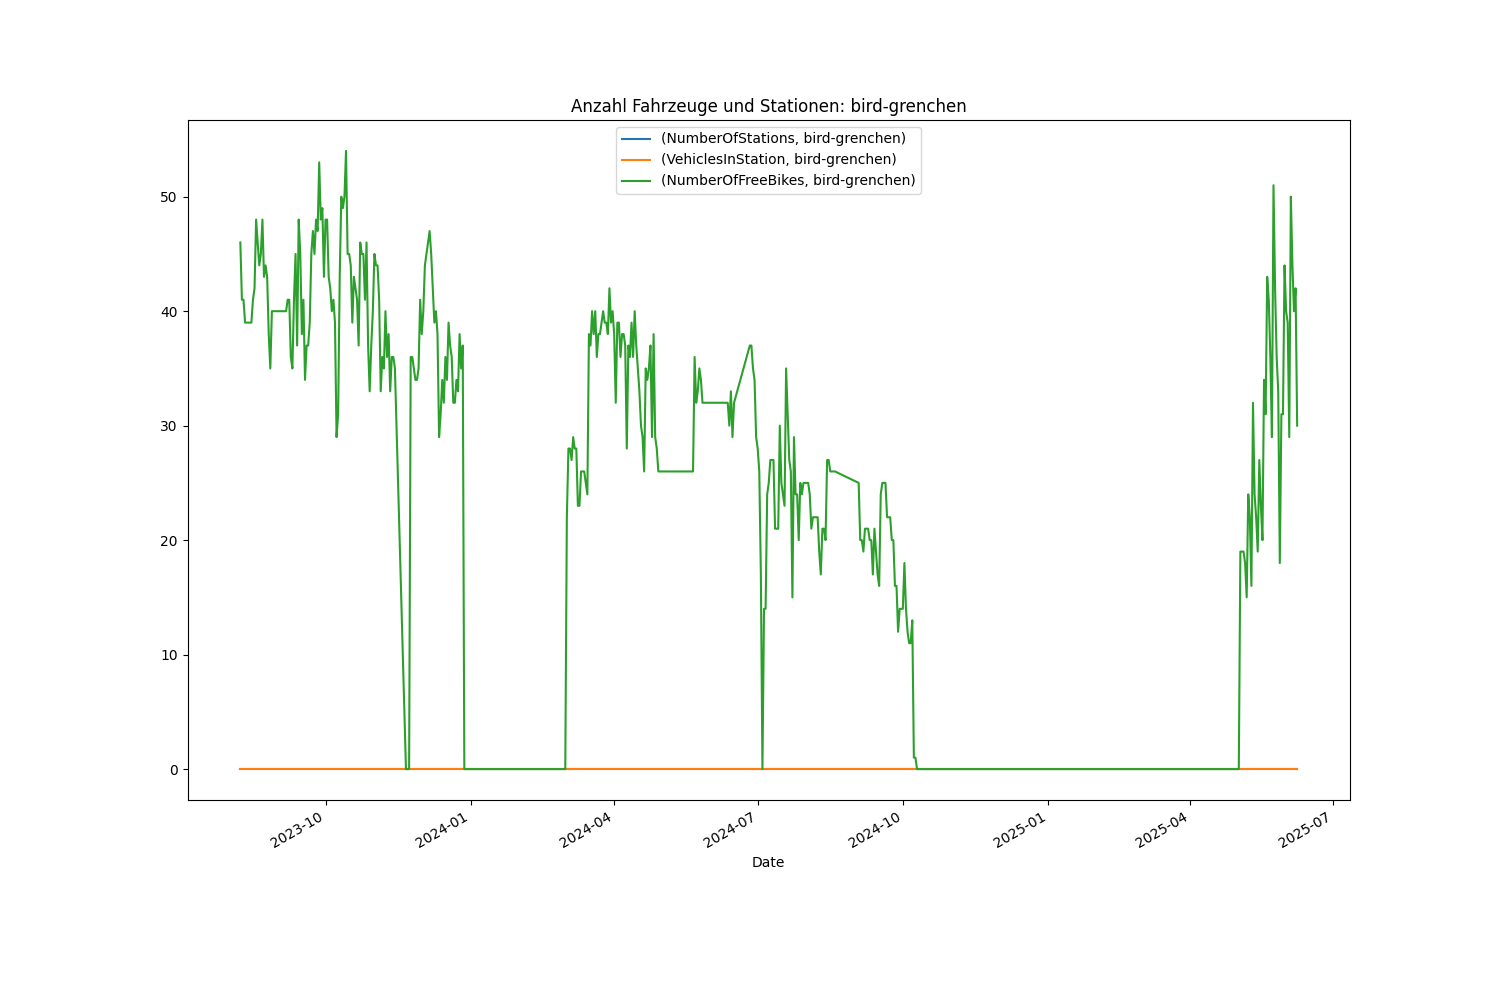 Anzahl Fahrzeuge und Stationen: bird-grenchen
(NumberOfStations, bird-grenchen)
(VehiclesInStation, bird-grenchen)
(NumberOfFreeBikes, bird-grenchen)
50
40
30
20
10
0
2023-10
2024-01
2024-04
2024-07
2024-10
2025-01
2025-04
2025-07
Date